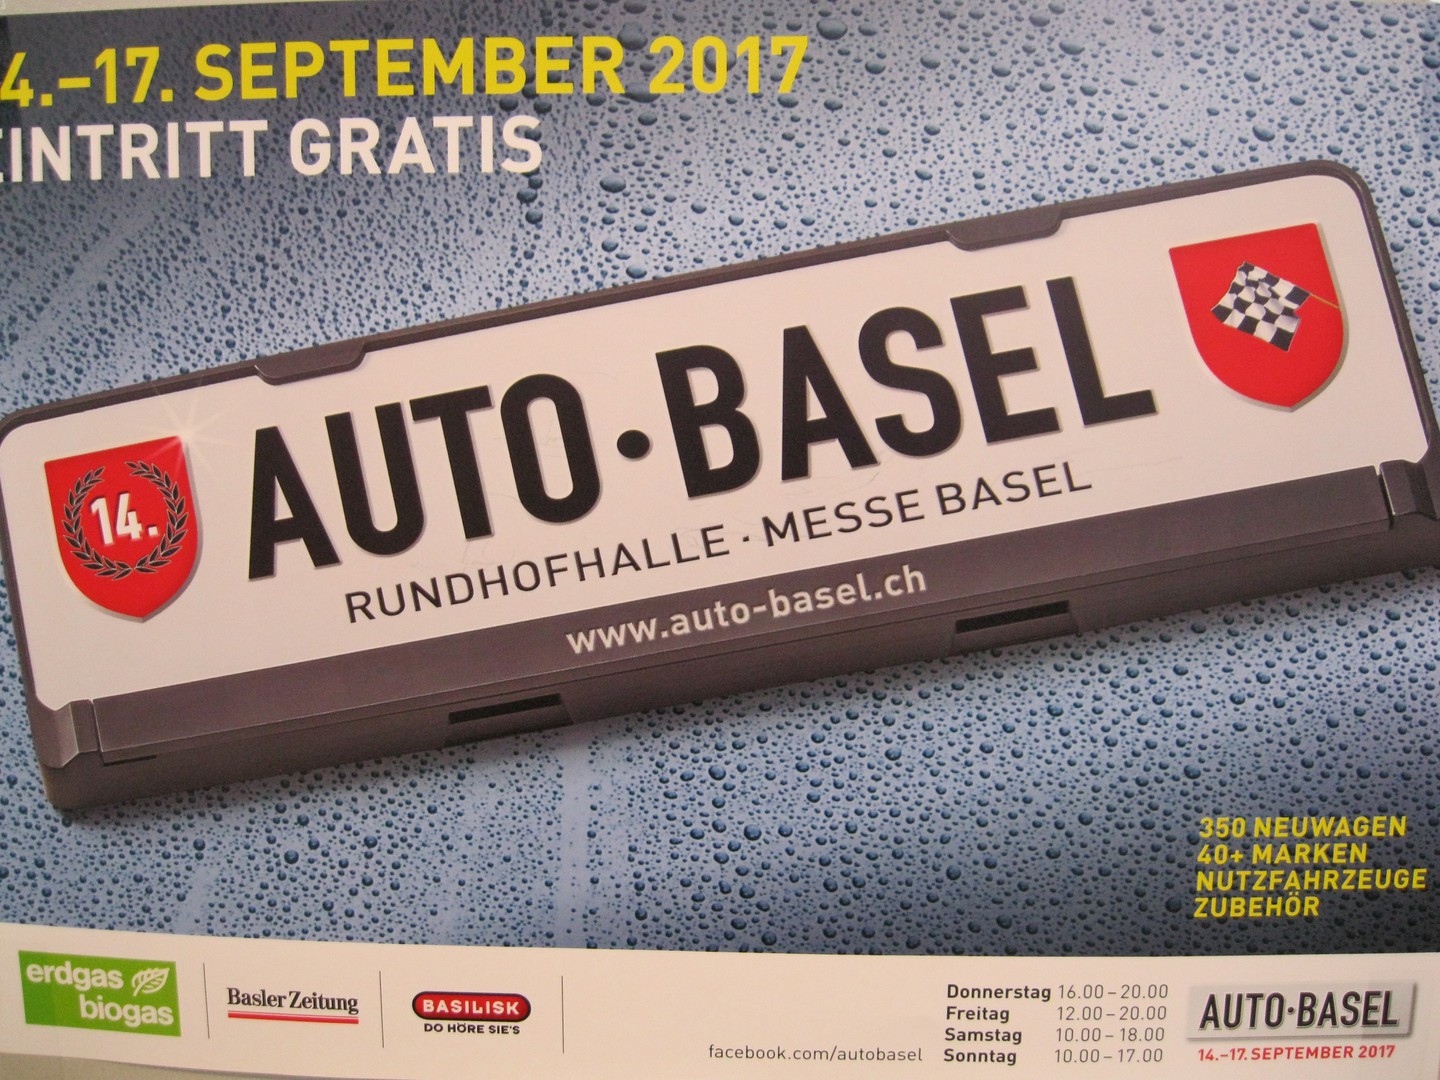 4.–17. SEPTEMBER 2017
EINTRITT GRATIS
14.
AUTO·BASEL
RUNDHOFHALLE · MESSE BASEL
www.auto-basel.ch
350 NEUWAGEN
40+ MARKEN
NUTZFAHRZEUGE
ZUBEHÖR
erdgas
biogas
Basler Zeitung
BASILISK
DO HÖRE SIE'S
facebook.com/autobasel
Donnerstag 16.00–20.00
Freitag 12.00–20.00
Samstag 10.00–18.00
Sonntag 10.00–17.00
AUTO·BASEL
14.–17. SEPTEMBER 2017